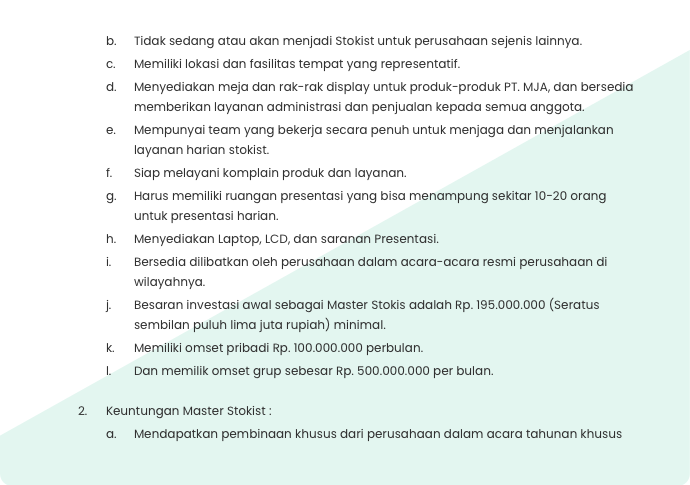 b. Tidak sedang atau akan menjadi Stokist untuk perusahaan sejenis lainnya.
c. Memiliki lokasi dan fasilitas tempat yang representatif.
d. Menyediakan meja dan rak-rak display untuk produk-produk PT. MJA, dan bersedia
memberikan layanan administrasi dan penjualan kepada semua anggota.
e. Mempunyai team yang bekerja secara penuh untuk menjaga dan menjalankan
layanan harian stokist.
f. Siap melayani komplain produk dan layanan.
g. Harus memiliki ruangan presentasi yang bisa menampung sekitar 10-20 orang
untuk presentasi harian.
h. Menyediakan Laptop, LCD, dan saranan Presentasi.
i. Bersedia dilibatkan oleh perusahaan dalam acara-acara resmi perusahaan di
wilayahnya.
j. Besaran investasi awal sebagai Master Stokis adalah Rp. 195.000.000 (Seratus
sembilan puluh lima juta rupiah) minimal.
k. Memiliki omset pribadi Rp. 100.000.000 perbulan.
l. Dan memilik omset grup sebesar Rp. 500.000.000 per bulan.
2. Keuntungan Master Stokist :
a. Mendapatkan pembinaan khusus dari perusahaan dalam acara tahunan khusus